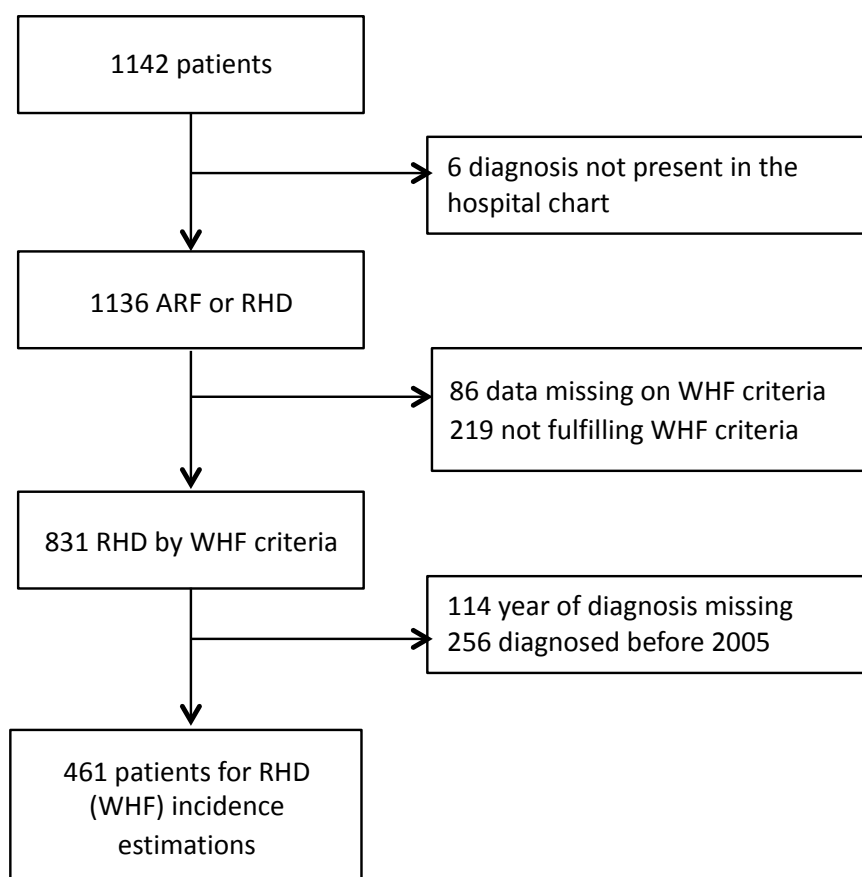 1142 patients
6 diagnosis not present in the
hospital chart
1136 ARF or RHD
86 data missing on WHF criteria
219 not fulfilling WHF criteria
831 RHD by WHF criteria
114 year of diagnosis missing
256 diagnosed before 2005
461 patients for RHD
(WHF) incidence
estimations